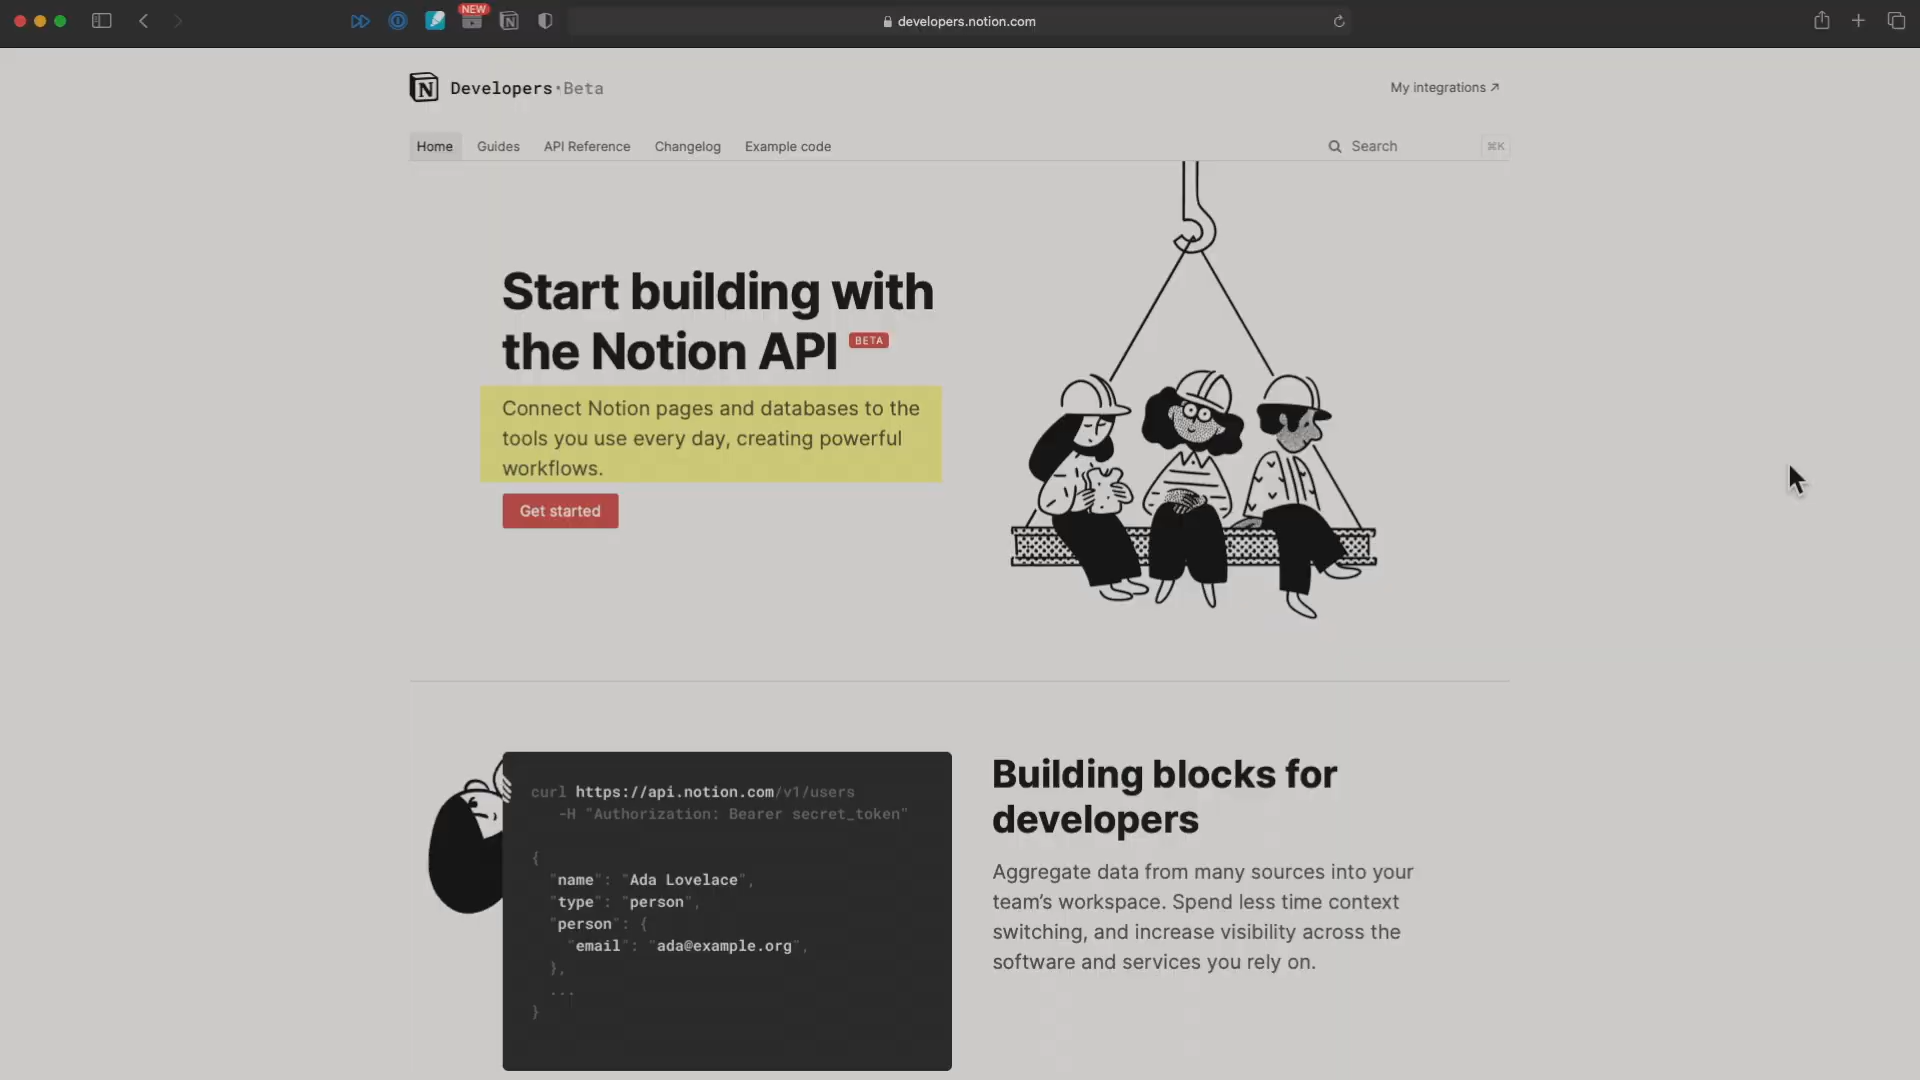 NEW
developers.notion.com
Developers•Beta
My integrations ↗
Home Guides API Reference Changelog Example code
Search ⌘K
Start building with
the Notion API BETA
Connect Notion pages and databases to the
tools you use every day, creating powerful
workflows.
Get started
curl https://api.notion.com/v1/users
-H "Authorization: Bearer secret_token"
{
"name": "Ada Lovelace",
"type": "person",
"person": {
"email": "ada@example.org",
},
...
}
Building blocks for
developers
Aggregate data from many sources into your
team’s workspace. Spend less time context
switching, and increase visibility across the
software and services you rely on.